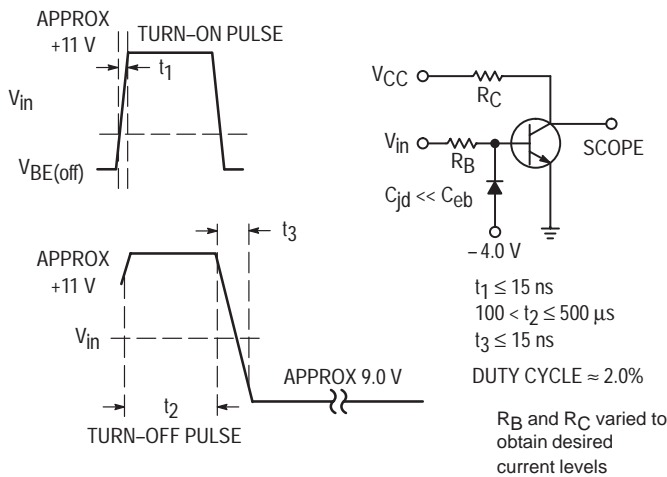 APPROX
+11 V
TURN–ON PULSE
t1
Vin
VBE(off)
t3
APPROX
+11 V
Vin
APPROX 9.0 V
t2
TURN–OFF PULSE
VCC
RC
Vin
RB
SCOPE
Cjd << Ceb
– 4.0 V
t1 ≤ 15 ns
100 < t2 ≤ 500 µs
t3 ≤ 15 ns
DUTY CYCLE ≈ 2.0%
RB and RC varied to
obtain desired
current levels